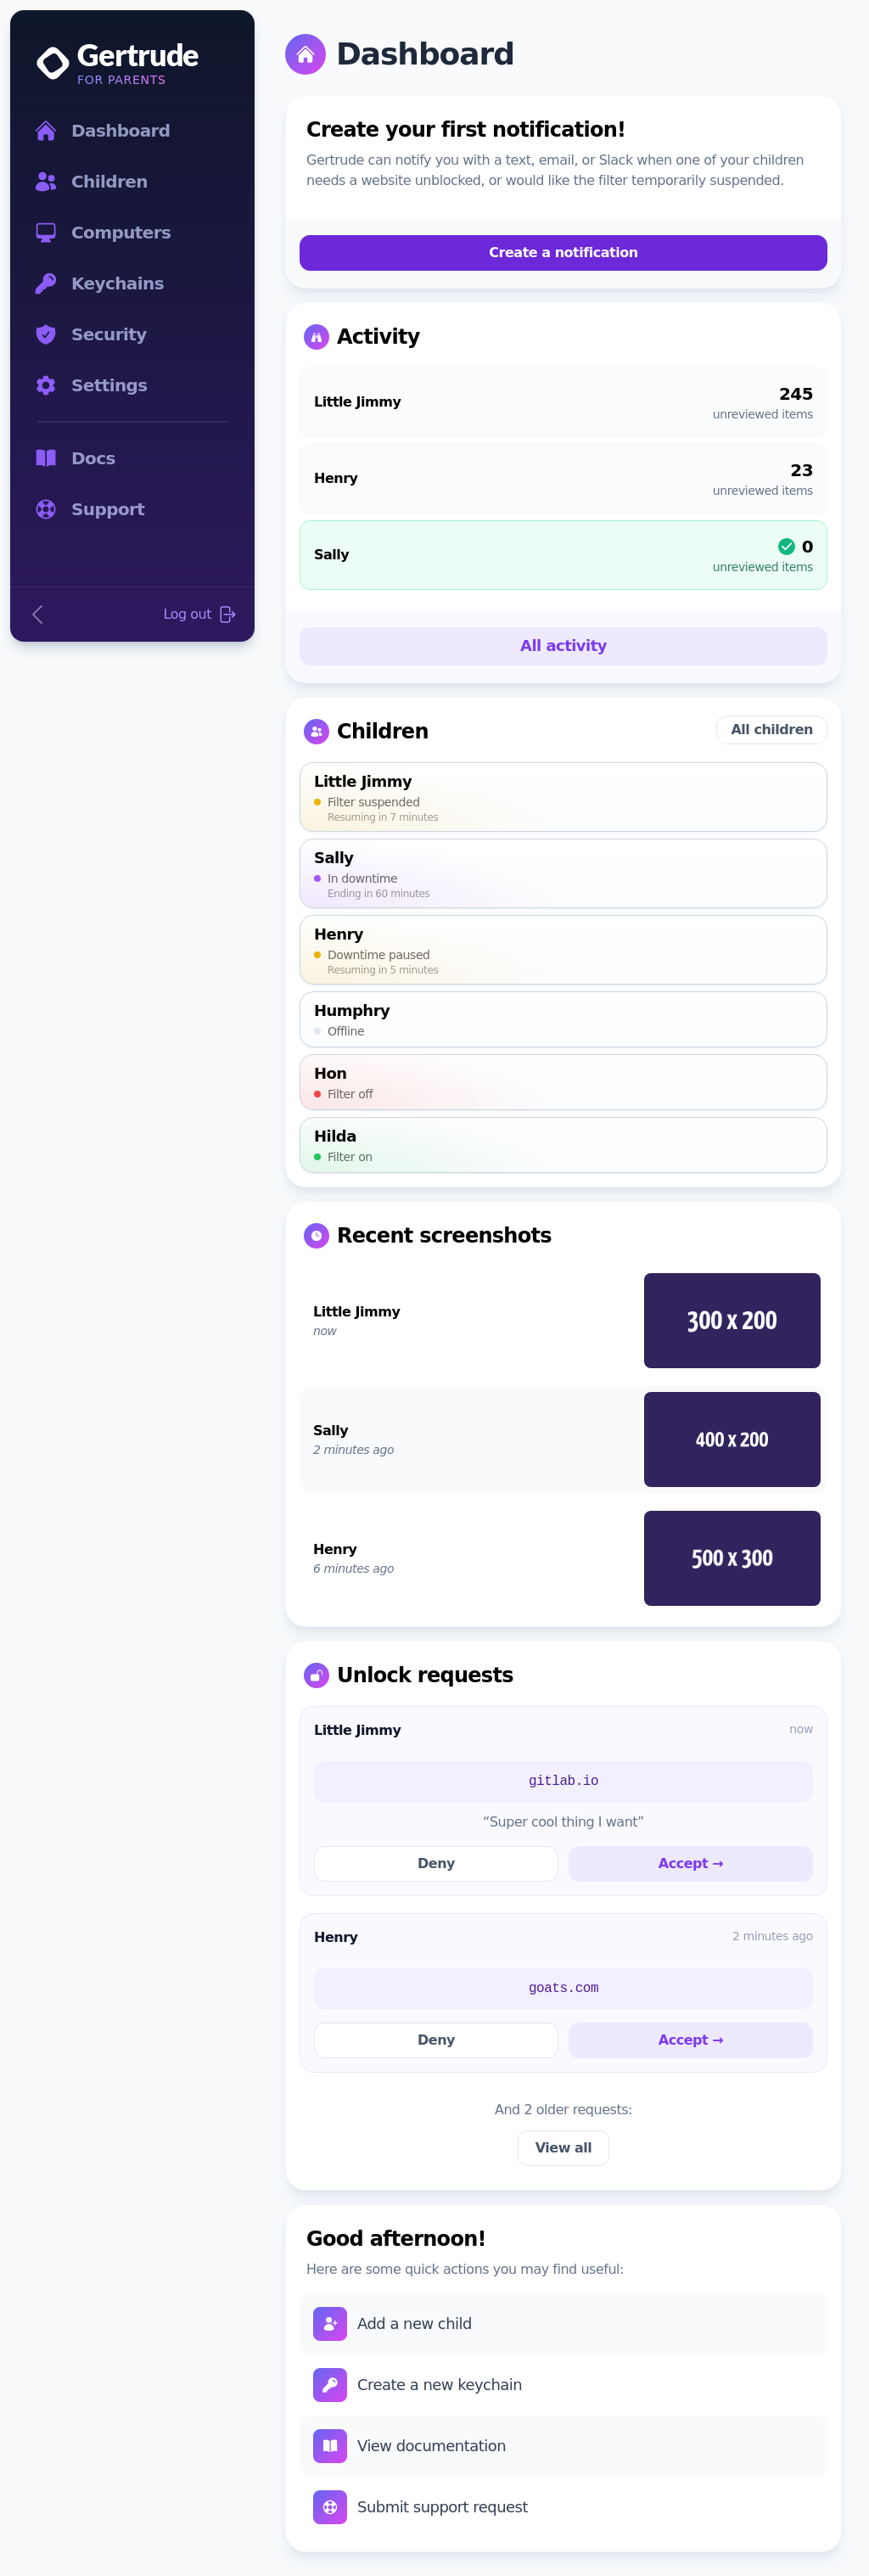 Gertrude
FOR PARENTS
Dashboard
Children
Computers
Keychains
Security
Settings
Docs
Support
Log out
Dashboard
Create your first notification!
Gertrude can notify you with a text, email, or Slack when one of your children
needs a website unblocked, or would like the filter temporarily suspended.
Create a notification
Activity
Little Jimmy
245
unreviewed items
Henry
23
unreviewed items
Sally
0
unreviewed items
All activity
Children
All children
Little Jimmy
Filter suspended
Resuming in 7 minutes
Sally
In downtime
Ending in 60 minutes
Henry
Downtime paused
Resuming in 5 minutes
Humphry
Offline
Hon
Filter off
Hilda
Filter on
Recent screenshots
Little Jimmy
now
300 x 200
Sally
2 minutes ago
400 x 200
Henry
6 minutes ago
500 x 300
Unlock requests
Little Jimmy
now
gitlab.io
“Super cool thing I want”
Deny
Accept →
Henry
2 minutes ago
goats.com
Deny
Accept →
And 2 older requests:
View all
Good afternoon!
Here are some quick actions you may find useful:
Add a new child
Create a new keychain
View documentation
Submit support request